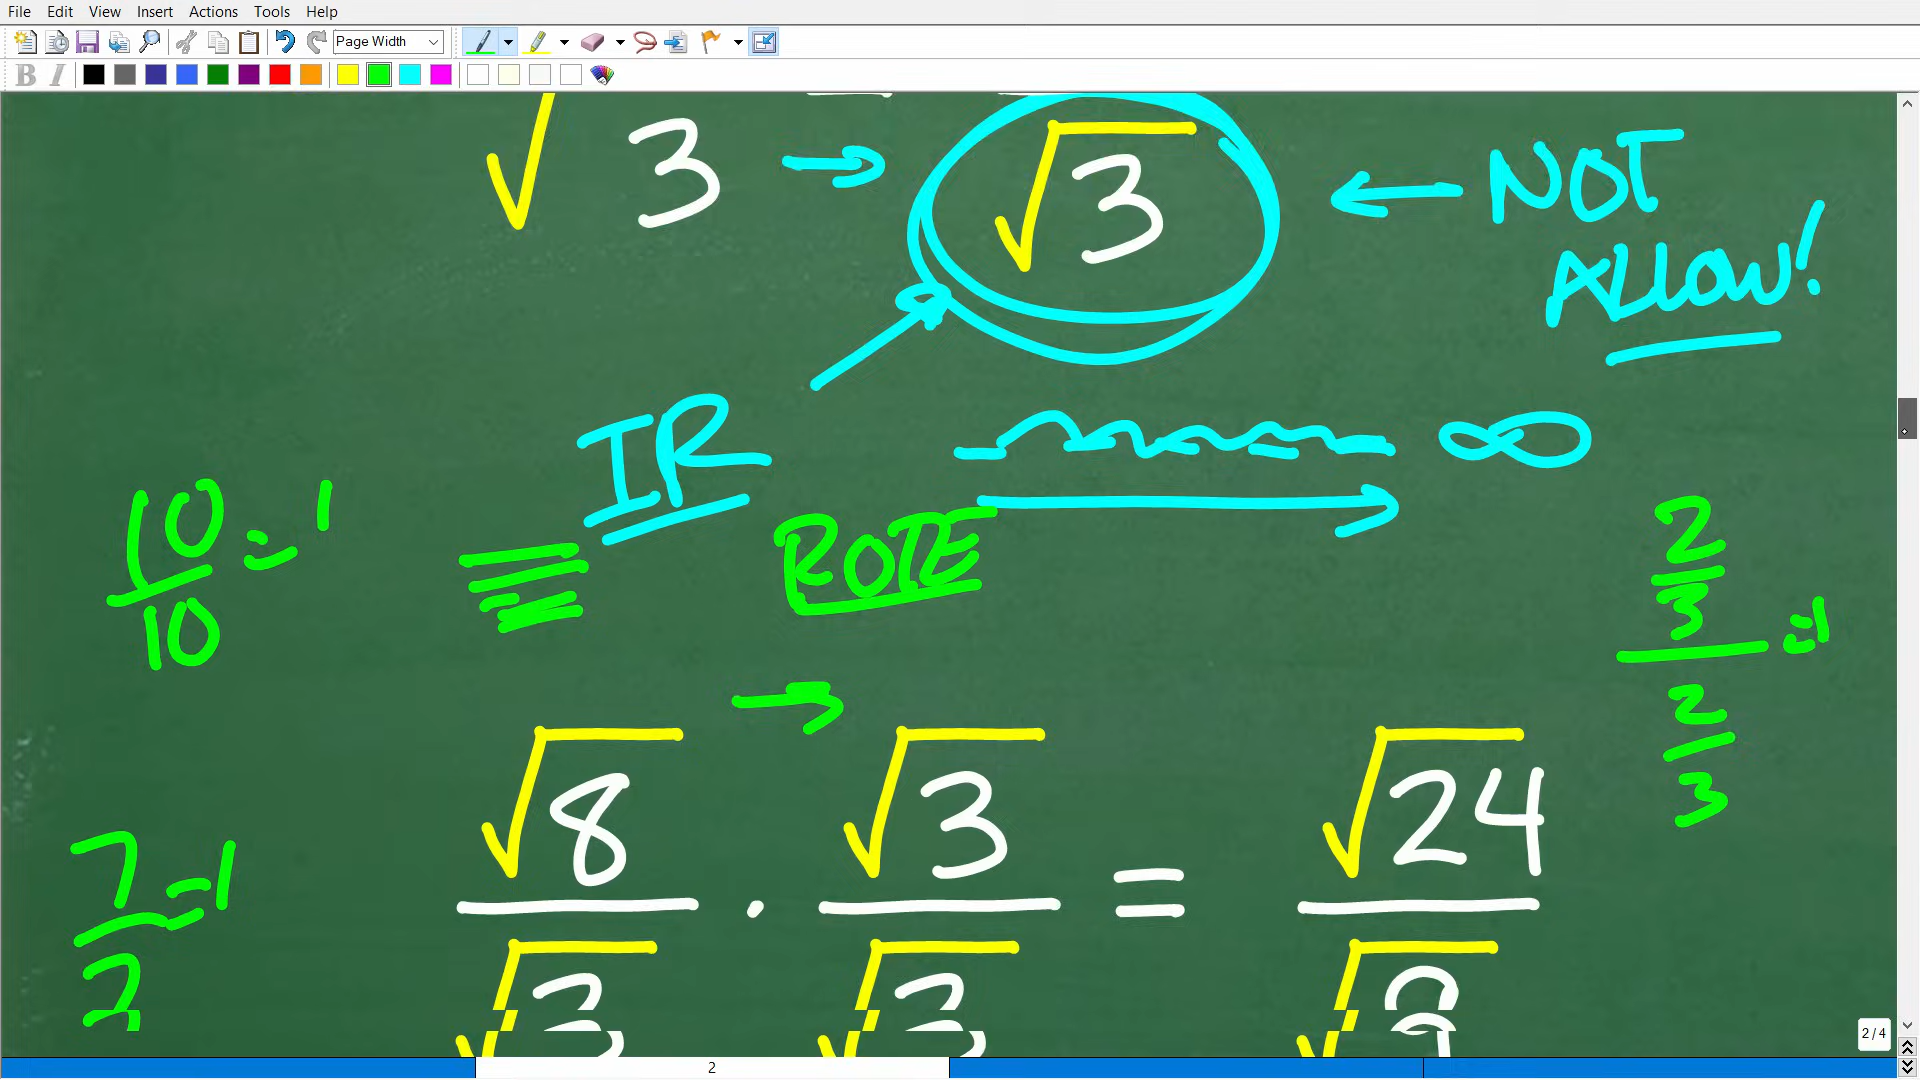 File Edit View Insert Actions Tools Help
Page Width
B I
√ 3 → √3 ← NOT
ALLOW!
IR ∞
10/10 = 1
ROTE
2/3 / 2/3 = 1
→
√8/√3 · √3/√3 = √24/√9
7/7 = 1
2/4
2